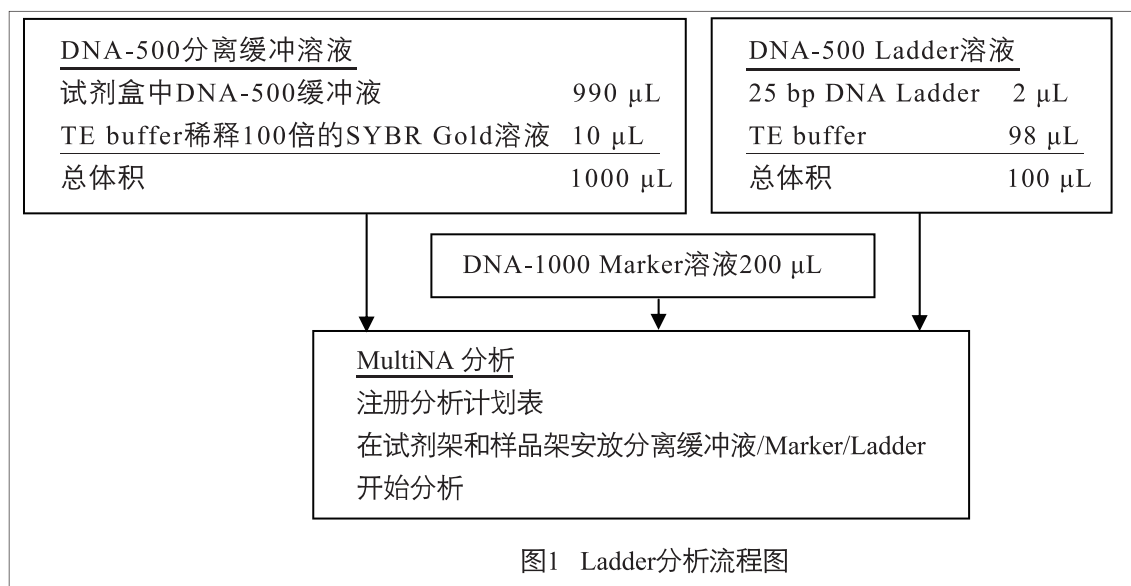 DNA-500分离缓冲溶液
试剂盒中DNA-500缓冲液 990 μL
TE buffer稀释100倍的SYBR Gold溶液 10 μL
总体积 1000 μL
DNA-500 Ladder溶液
25 bp DNA Ladder 2 μL
TE buffer 98 μL
总体积 100 μL
DNA-1000 Marker溶液200 μL
MultiNA 分析
注册分析计划表
在试剂架和样品架安放分离缓冲液/Marker/Ladder
开始分析
图1 Ladder分析流程图